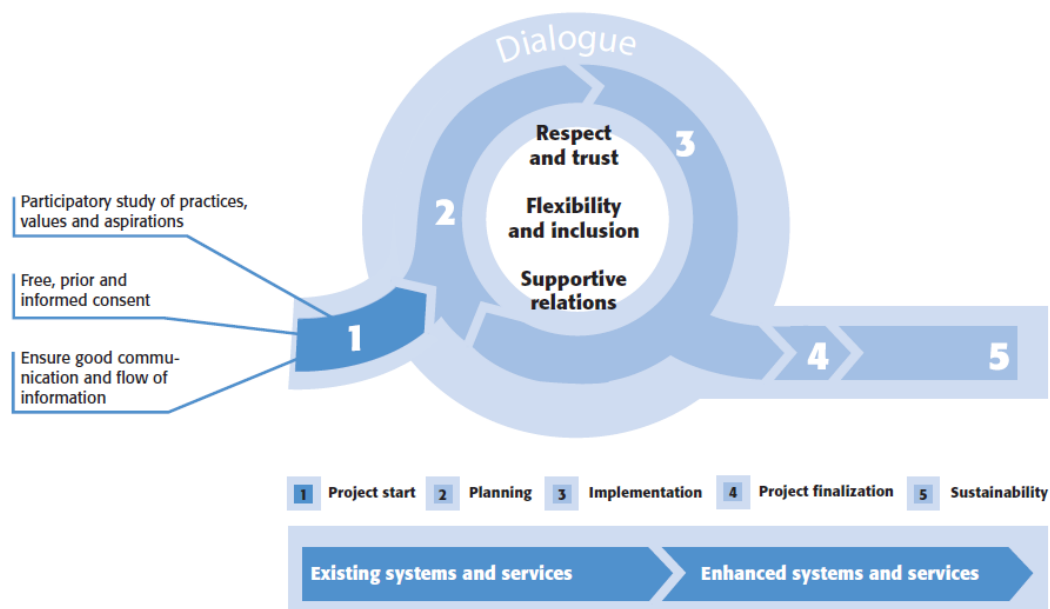 Dialogue
Respect
and trust
Flexibility
and inclusion
Supportive
relations
2
3
Participatory study of practices,
values and aspirations
Free, prior and
informed consent
Ensure good commu-
nication and flow of
information
1
4
5
1 Project start 2 Planning 3 Implementation 4 Project finalization 5 Sustainability
Existing systems and services Enhanced systems and services